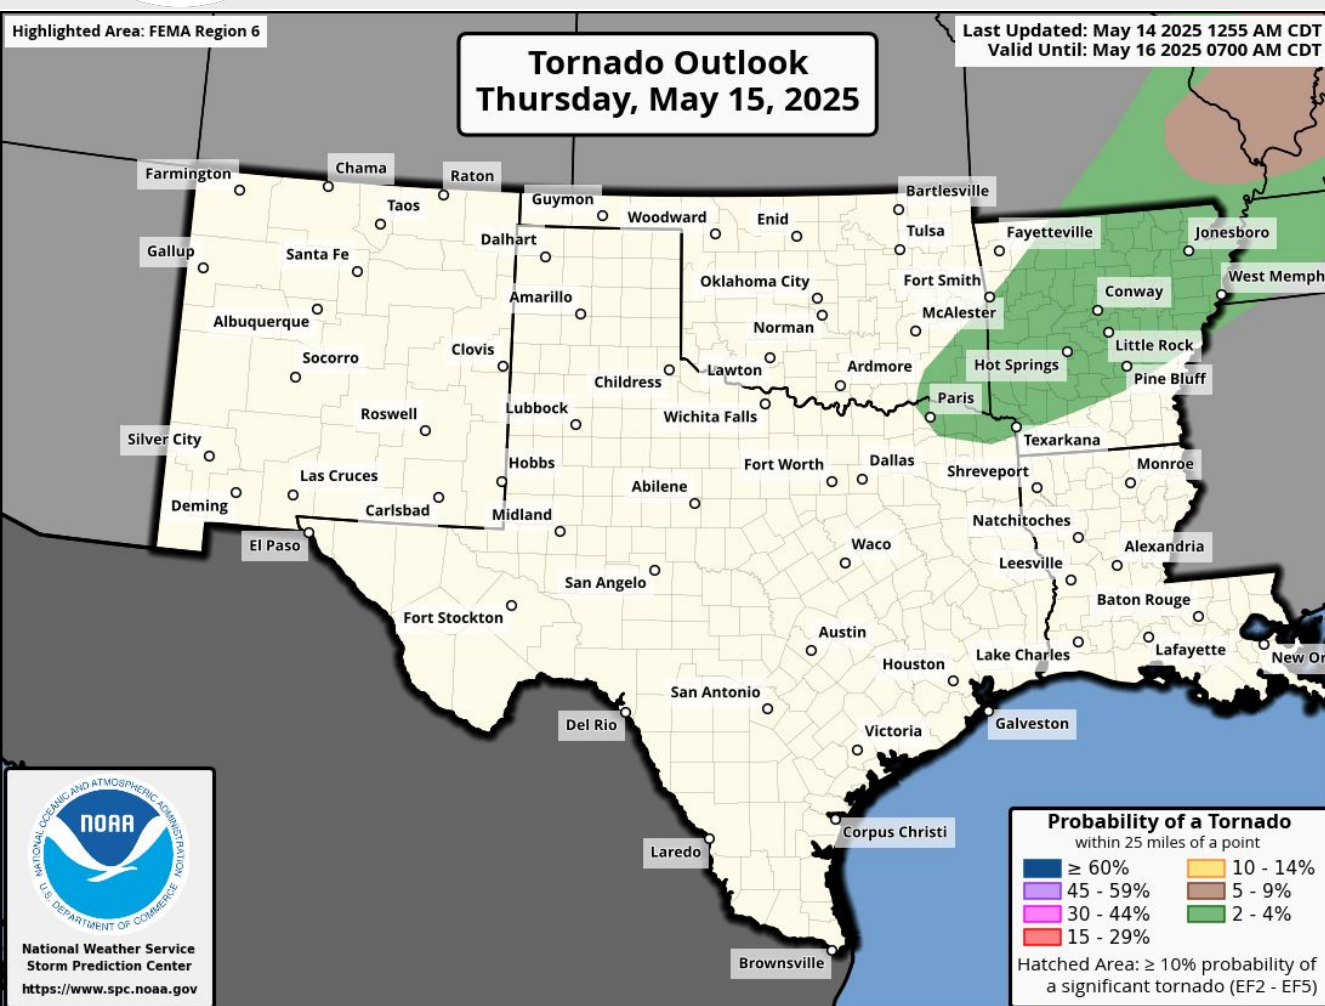 Highlighted Area: FEMA Region 6
Last Updated: May 14 2025 1255 AM CDT
Valid Until: May 16 2025 0700 AM CDT
Tornado Outlook
Thursday, May 15, 2025
Farmington
Chama
Raton
Taos
Guymon
Woodward
Enid
Bartlesville
Tulsa
Fayetteville
Jonesboro
Gallup
Santa Fe
Dalhart
Oklahoma City
Fort Smith
Conway
West Memph
Amarillo
Albuquerque
Norman
McAlester
Little Rock
Socorro
Clovis
Childress
Lawton
Ardmore
Hot Springs
Pine Bluff
Paris
Roswell
Lubbock
Wichita Falls
Texarkana
Silver City
Las Cruces
Hobbs
Fort Worth
Dallas
Shreveport
Monroe
Deming
Carlsbad
Midland
Abilene
Natchitoches
El Paso
Waco
Leesville
Alexandria
San Angelo
Baton Rouge
Fort Stockton
Austin
Houston
Lake Charles
Lafayette
New Or
San Antonio
Del Rio
Victoria
Galveston
Corpus Christi
Laredo
Brownsville
NATIONAL OCEANIC AND ATMOSPHERIC ADMINISTRATION
NOAA
U.S. DEPARTMENT OF COMMERCE
National Weather Service
Storm Prediction Center
https://www.spc.noaa.gov
Probability of a Tornado
within 25 miles of a point
≥ 60%
10 - 14%
45 - 59%
5 - 9%
30 - 44%
2 - 4%
15 - 29%
Hatched Area: ≥ 10% probability of
a significant tornado (EF2 - EF5)